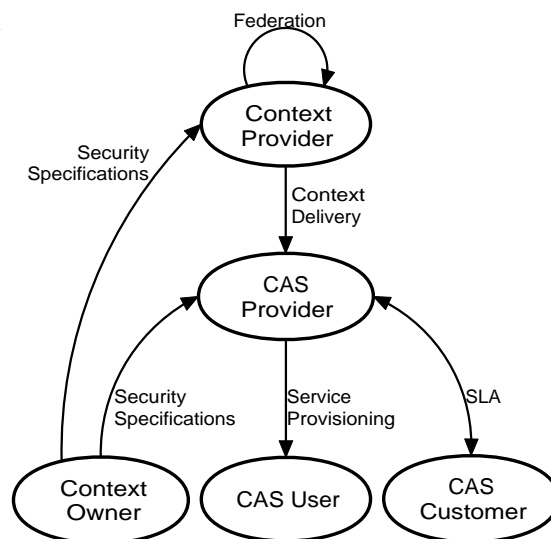 Federation
Context
Provider
Security
Specifications
Context
Delivery
CAS
Provider
Security
Specifications
Service
Provisioning
SLA
Context
Owner
CAS User
CAS
Customer